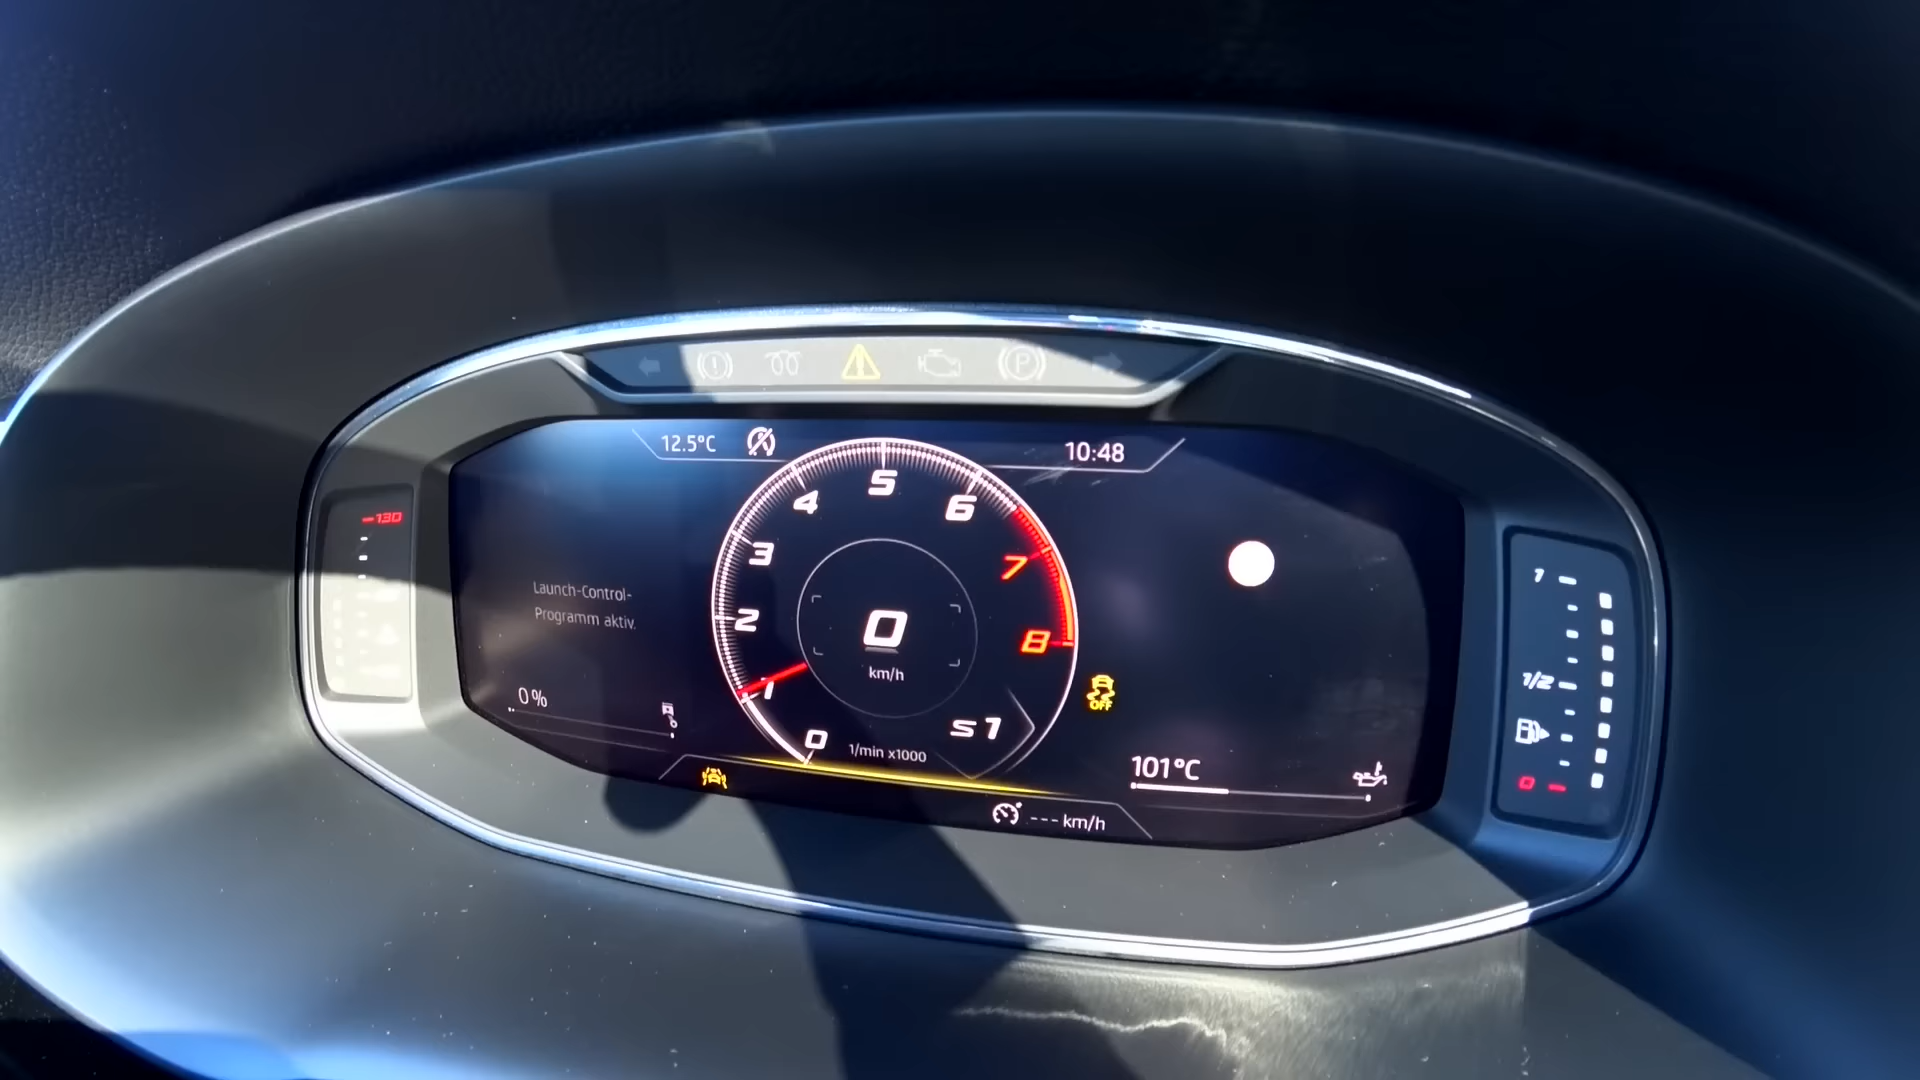 12.5°C
10:48
130
5
4
6
3
7
2
8
1
0
0
km/h
S1
1/min x1000
Launch-Control-
Programm aktiv.
0 %
OFF
101°C
--- km/h
1
1/2
0
P